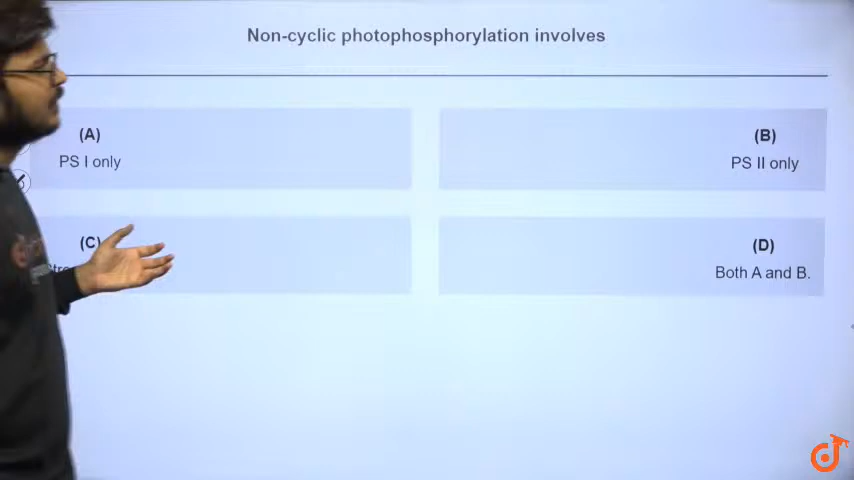 Non-cyclic photophosphorylation involves
(A)
PS I only
(B)
PS II only
(C)
(D)
Both A and B.